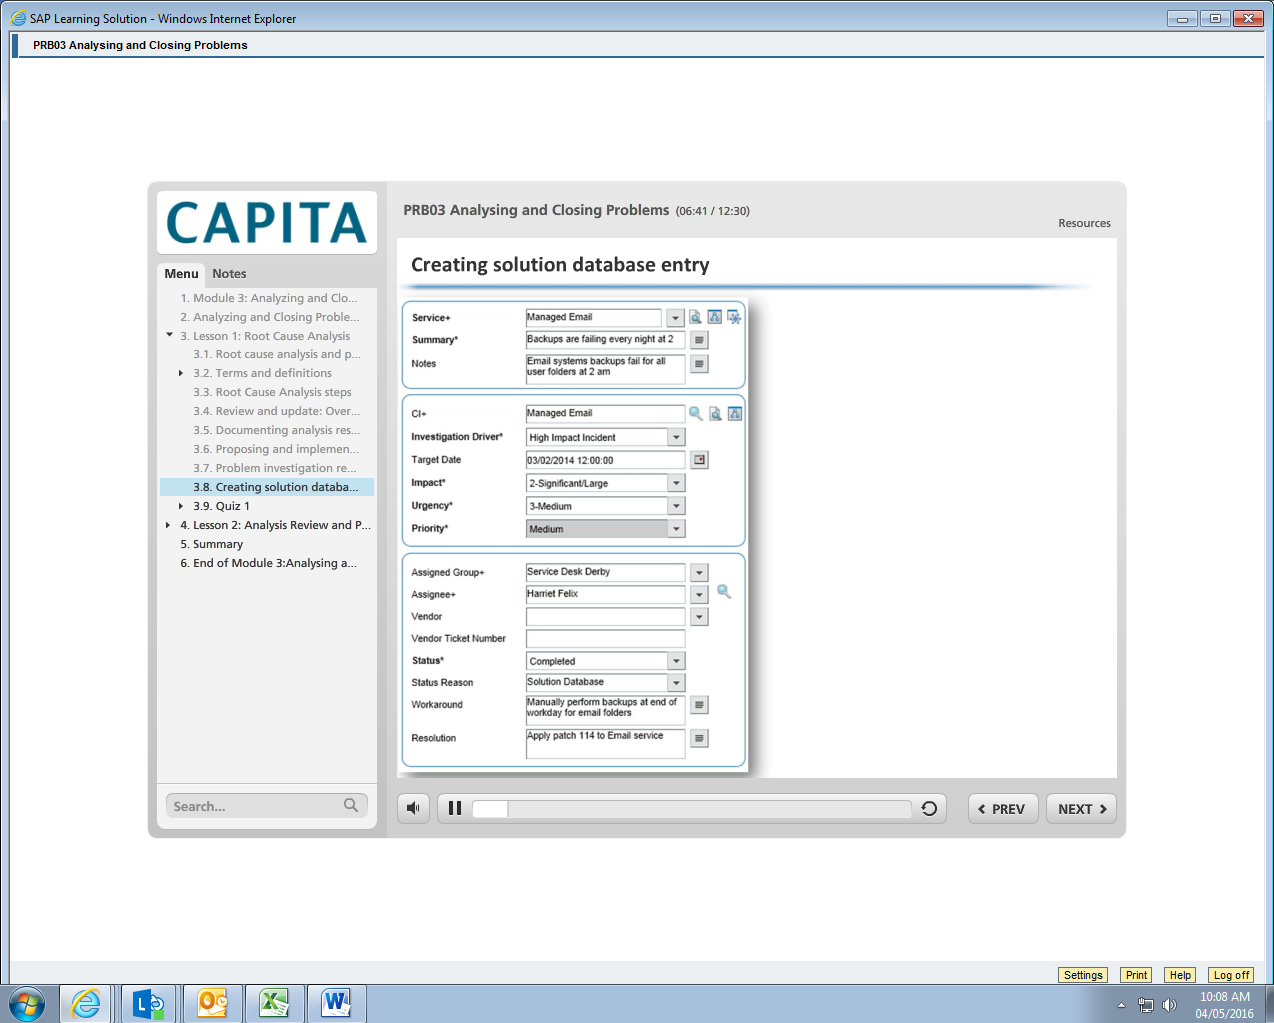 SAP Learning Solution - Windows Internet Explorer
PRB03 Analysing and Closing Problems
CAPITA
PRB03 Analysing and Closing Problems (06:41 / 12:30)
Resources
Menu
Notes
1. Module 3: Analyzing and Clo...
2. Analyzing and Closing Proble...
3. Lesson 1: Root Cause Analysis
3.1. Root cause analysis and p...
3.2. Terms and definitions
3.3. Root Cause Analysis steps
3.4. Review and update: Over...
3.5. Documenting analysis res...
3.6. Proposing and implemen...
3.7. Problem investigation re...
3.8. Creating solution databa...
3.9. Quiz 1
4. Lesson 2: Analysis Review and P...
5. Summary
6. End of Module 3:Analysing a...
Search...
Creating solution database entry
Service+ Managed Email
Summary* Backups are failing every night at 2
Notes Email systems backups fail for all
user folders at 2 am
CI+ Managed Email
Investigation Driver* High Impact Incident
Target Date 03/02/2014 12:00:00
Impact* 2-Significant/Large
Urgency* 3-Medium
Priority* Medium
Assigned Group+ Service Desk Derby
Assignee+ Harriet Felix
Vendor
Vendor Ticket Number
Status* Completed
Status Reason Solution Database
Workaround Manually perform backups at end of
workday for email folders
Resolution Apply patch 114 to Email service
PREV
NEXT
Settings Print Help Log off
10:08 AM
04/05/2016